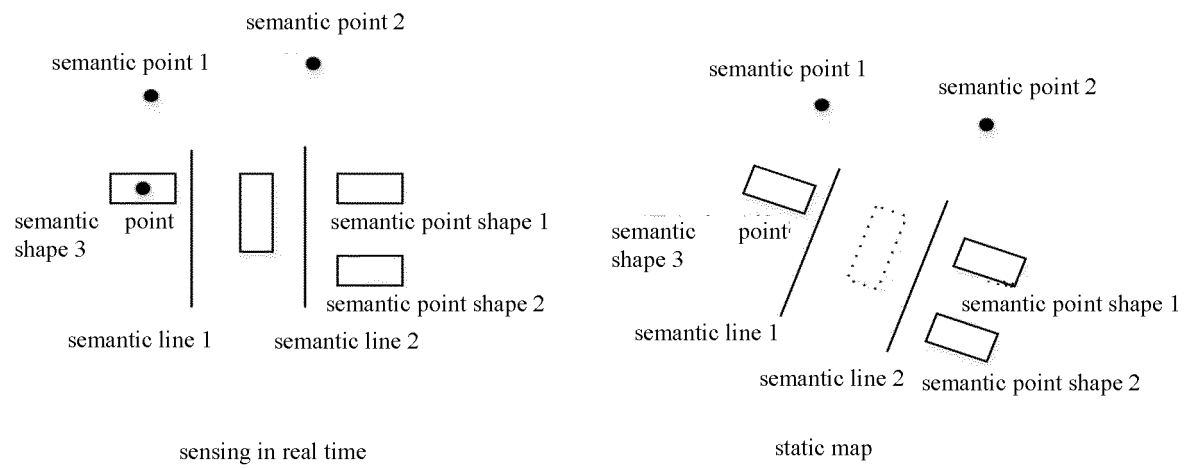 semantic point 2
semantic point 1
semantic point
shape 3
semantic point shape 1
semantic point shape 2
semantic line 1
semantic line 2
sensing in real time
semantic point 1
semantic point 2
semantic point
shape 3
semantic point shape 1
semantic line 1
semantic line 2
semantic point shape 2
static map